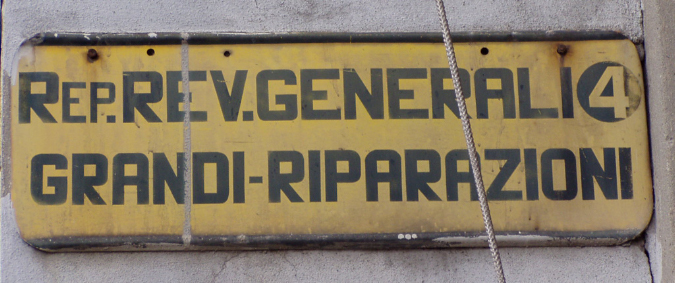 REP. REV. GENERALI 4
GRANDI-RIPARAZIONI